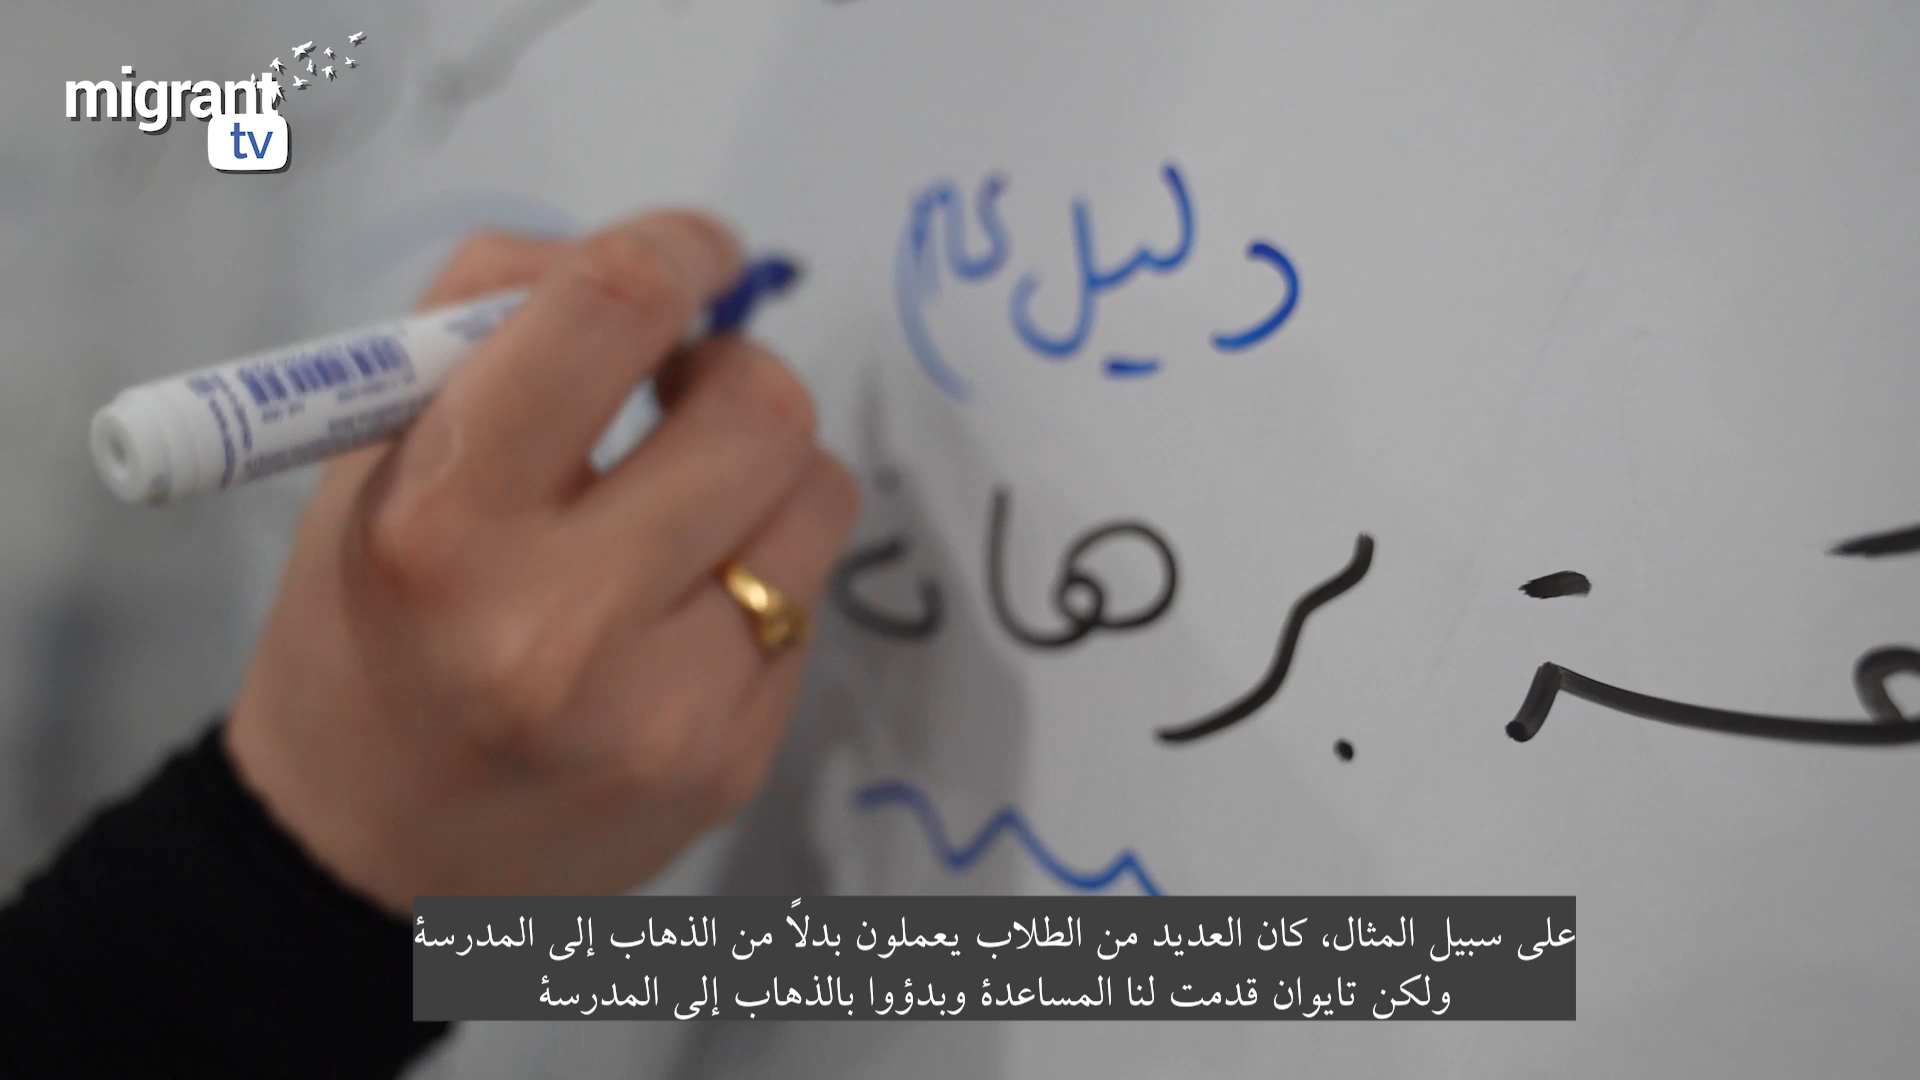 migrant
tv
دليل
على سبيل المثال، كان العديد من الطلاب يعملون بدلاً من الذهاب إلى المدرسة
ولكن تايوان قدمت لنا المساعدة وبدؤوا بالذهاب إلى المدرسة